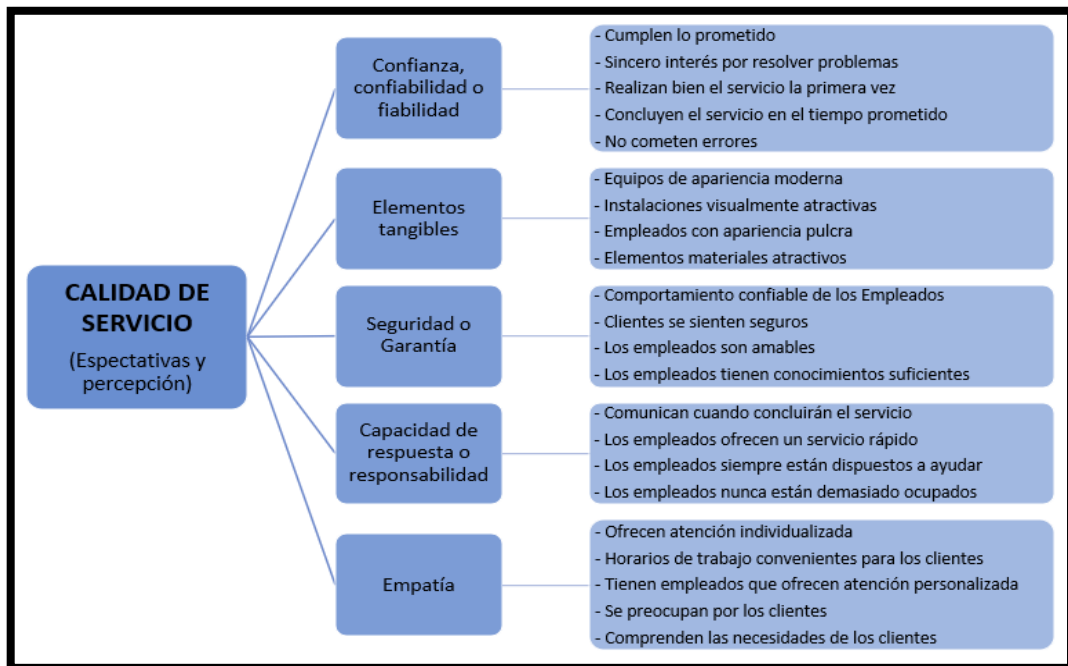 CALIDAD DE
SERVICIO
(Espectativas y
percepción)
Confianza,
confiabilidad o
fiabilidad
- Cumplen lo prometido
- Sincero interés por resolver problemas
- Realizan bien el servicio la primera vez
- Concluyen el servicio en el tiempo prometido
- No cometen errores
Elementos
tangibles
- Equipos de apariencia moderna
- Instalaciones visualmente atractivas
- Empleados con apariencia pulcra
- Elementos materiales atractivos
Seguridad o
Garantía
- Comportamiento confiable de los Empleados
- Clientes se sienten seguros
- Los empleados son amables
- Los empleados tienen conocimientos suficientes
Capacidad de
respuesta o
responsabilidad
- Comunican cuando concluirán el servicio
- Los empleados ofrecen un servicio rápido
- Los empleados siempre están dispuestos a ayudar
- Los empleados nunca están demasiado ocupados
Empatía
- Ofrecen atención individualizada
- Horarios de trabajo convenientes para los clientes
- Tienen empleados que ofrecen atención personalizada
- Se preocupan por los clientes
- Comprenden las necesidades de los clientes